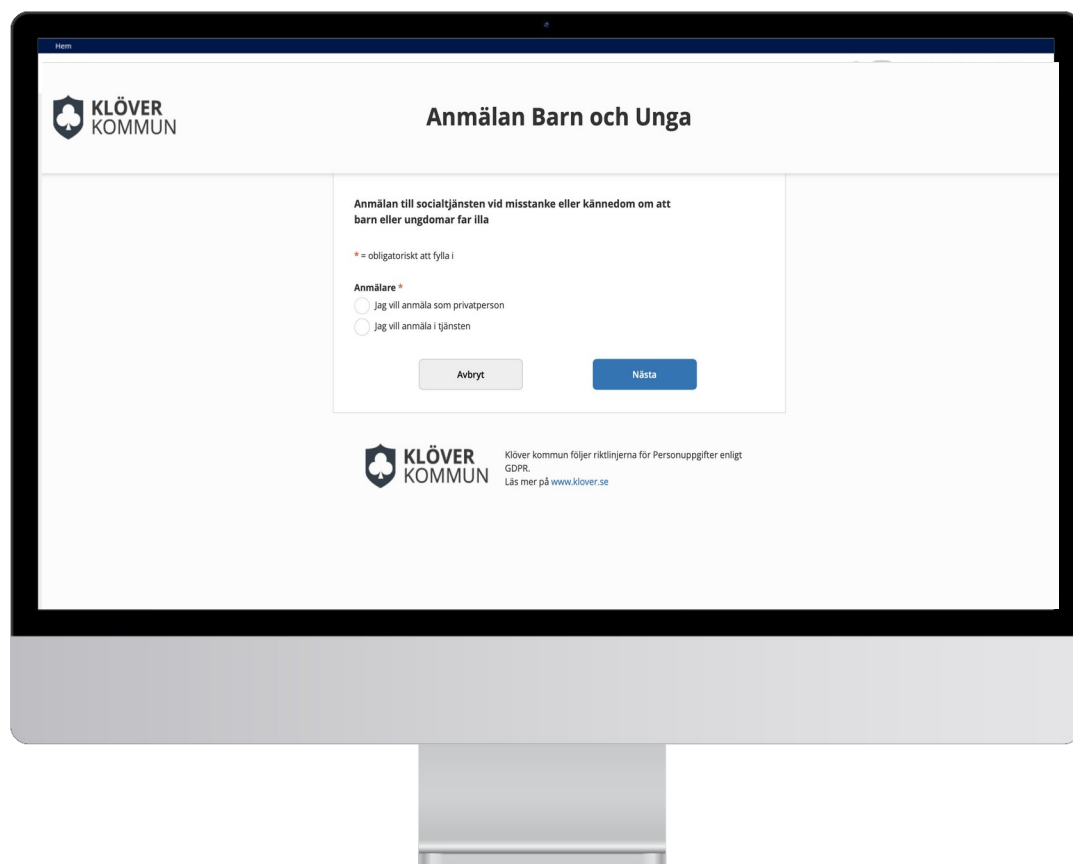 Hem
KLÖVER
KOMMUN
Anmälan Barn och Unga
Anmälan till socialtjänsten vid misstanke eller kännedom om att
barn eller ungdomar far illa
* = obligatoriskt att fylla i
Anmälare *
Jag vill anmäla som privatperson
Jag vill anmäla i tjänsten
Avbryt
Nästa
KLÖVER
KOMMUN
Klöver kommun följer riktlinjerna för Personuppgifter enligt
GDPR.
Läs mer på www.klover.se